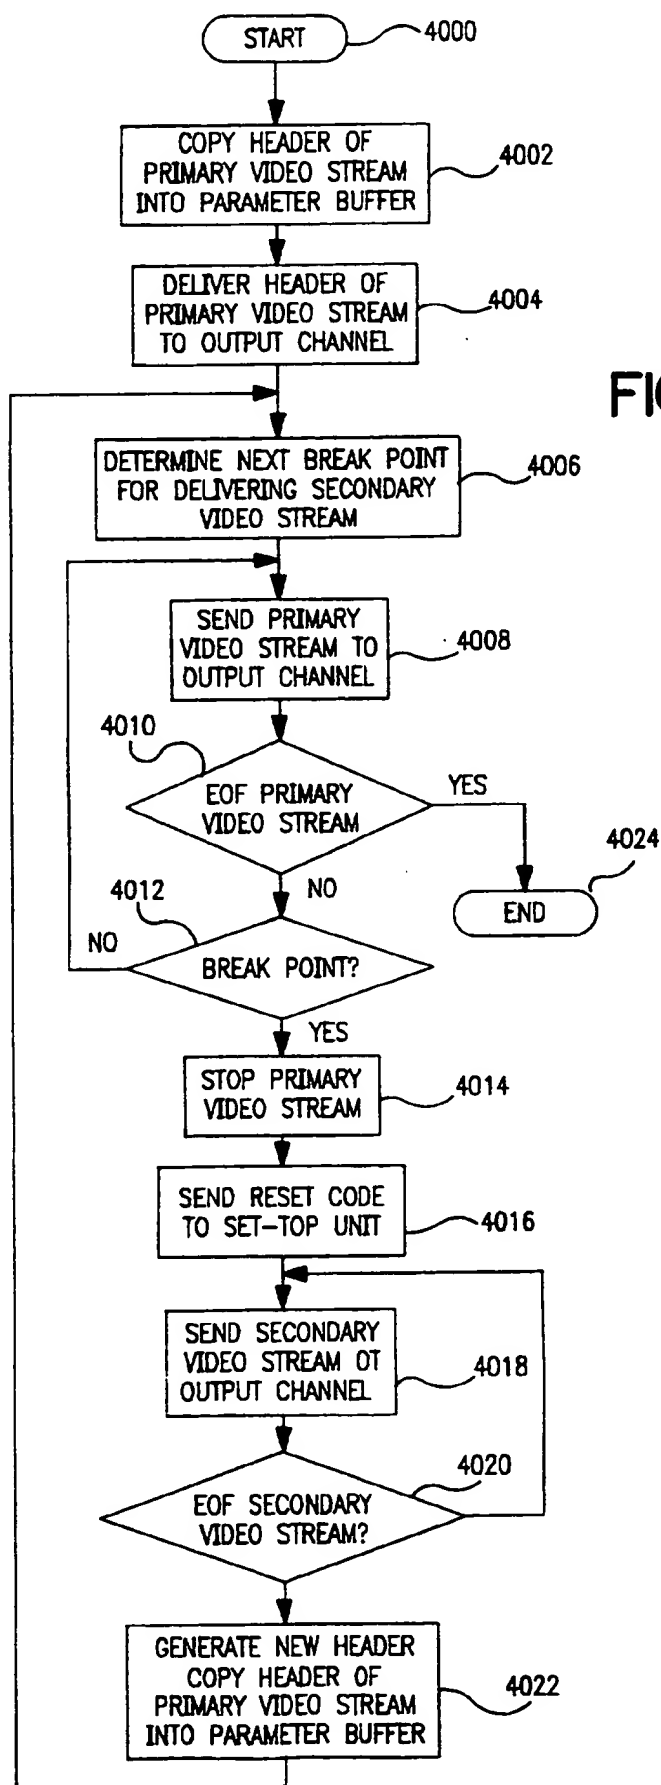 START
4000
COPY HEADER OF
PRIMARY VIDEO STREAM
INTO PARAMETER BUFFER
4002
DELIVER HEADER OF
PRIMARY VIDEO STREAM
TO OUTPUT CHANNEL
4004
FIG
DETERMINE NEXT BREAK POINT
FOR DELIVERING SECONDARY
VIDEO STREAM
4006
SEND PRIMARY
VIDEO STREAM TO
OUTPUT CHANNEL
4008
4010
EOF PRIMARY
VIDEO STREAM
YES
4024
END
NO
4012
BREAK POINT?
NO
YES
STOP PRIMARY
VIDEO STREAM
4014
SEND RESET CODE
TO SET-TOP UNIT
4016
SEND SECONDARY
VIDEO STREAM OT
OUTPUT CHANNEL
4018
4020
EOF SECONDARY
VIDEO STREAM?
GENERATE NEW HEADER
COPY HEADER OF
PRIMARY VIDEO STREAM
INTO PARAMETER BUFFER
4022